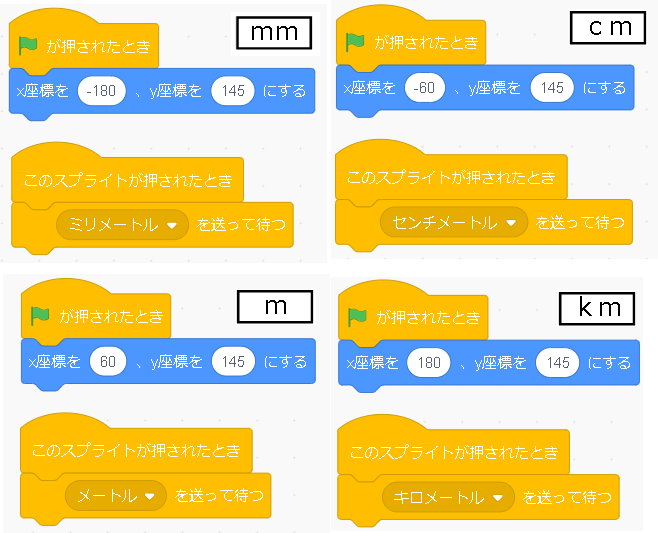 が押されたとき
mm
x座標を -180 、y座標を 145 にする
このスプライトが押されたとき
ミリメートル を送って待つ
が押されたとき
cm
x座標を -60 、y座標を 145 にする
このスプライトが押されたとき
センチメートル を送って待つ
が押されたとき
m
x座標を 60 、y座標を 145 にする
このスプライトが押されたとき
メートル を送って待つ
が押されたとき
km
x座標を 180 、y座標を 145 にする
このスプライトが押されたとき
キロメートル を送って待つ